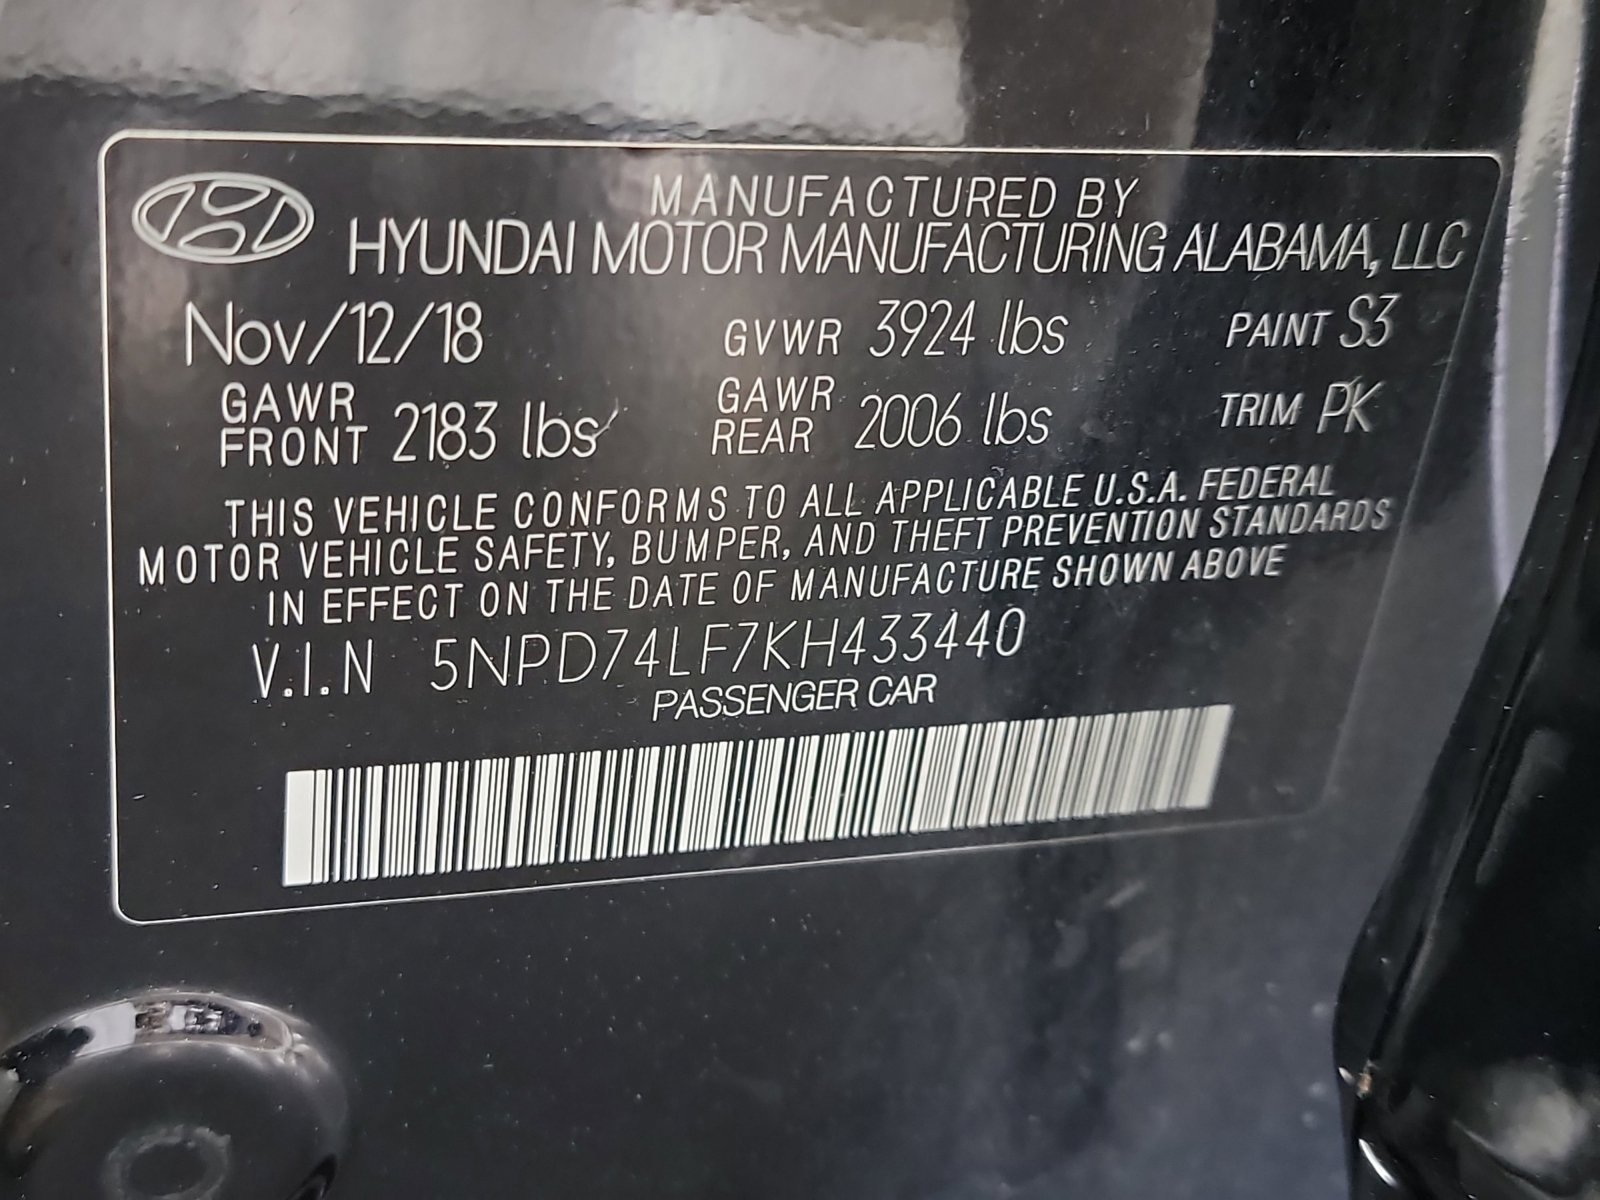 MANUFACTURED BY
HYUNDAI MOTOR MANUFACTURING ALABAMA, LLC
Nov/12/18 GVWR 3924 lbs PAINT S3
GAWR FRONT 2183 lbs GAWR REAR 2006 lbs TRIM PK
THIS VEHICLE CONFORMS TO ALL APPLICABLE U.S.A. FEDERAL
MOTOR VEHICLE SAFETY, BUMPER, AND THEFT PREVENTION STANDARDS
IN EFFECT ON THE DATE OF MANUFACTURE SHOWN ABOVE
V.I.N 5NPD74LF7KH433440
PASSENGER CAR